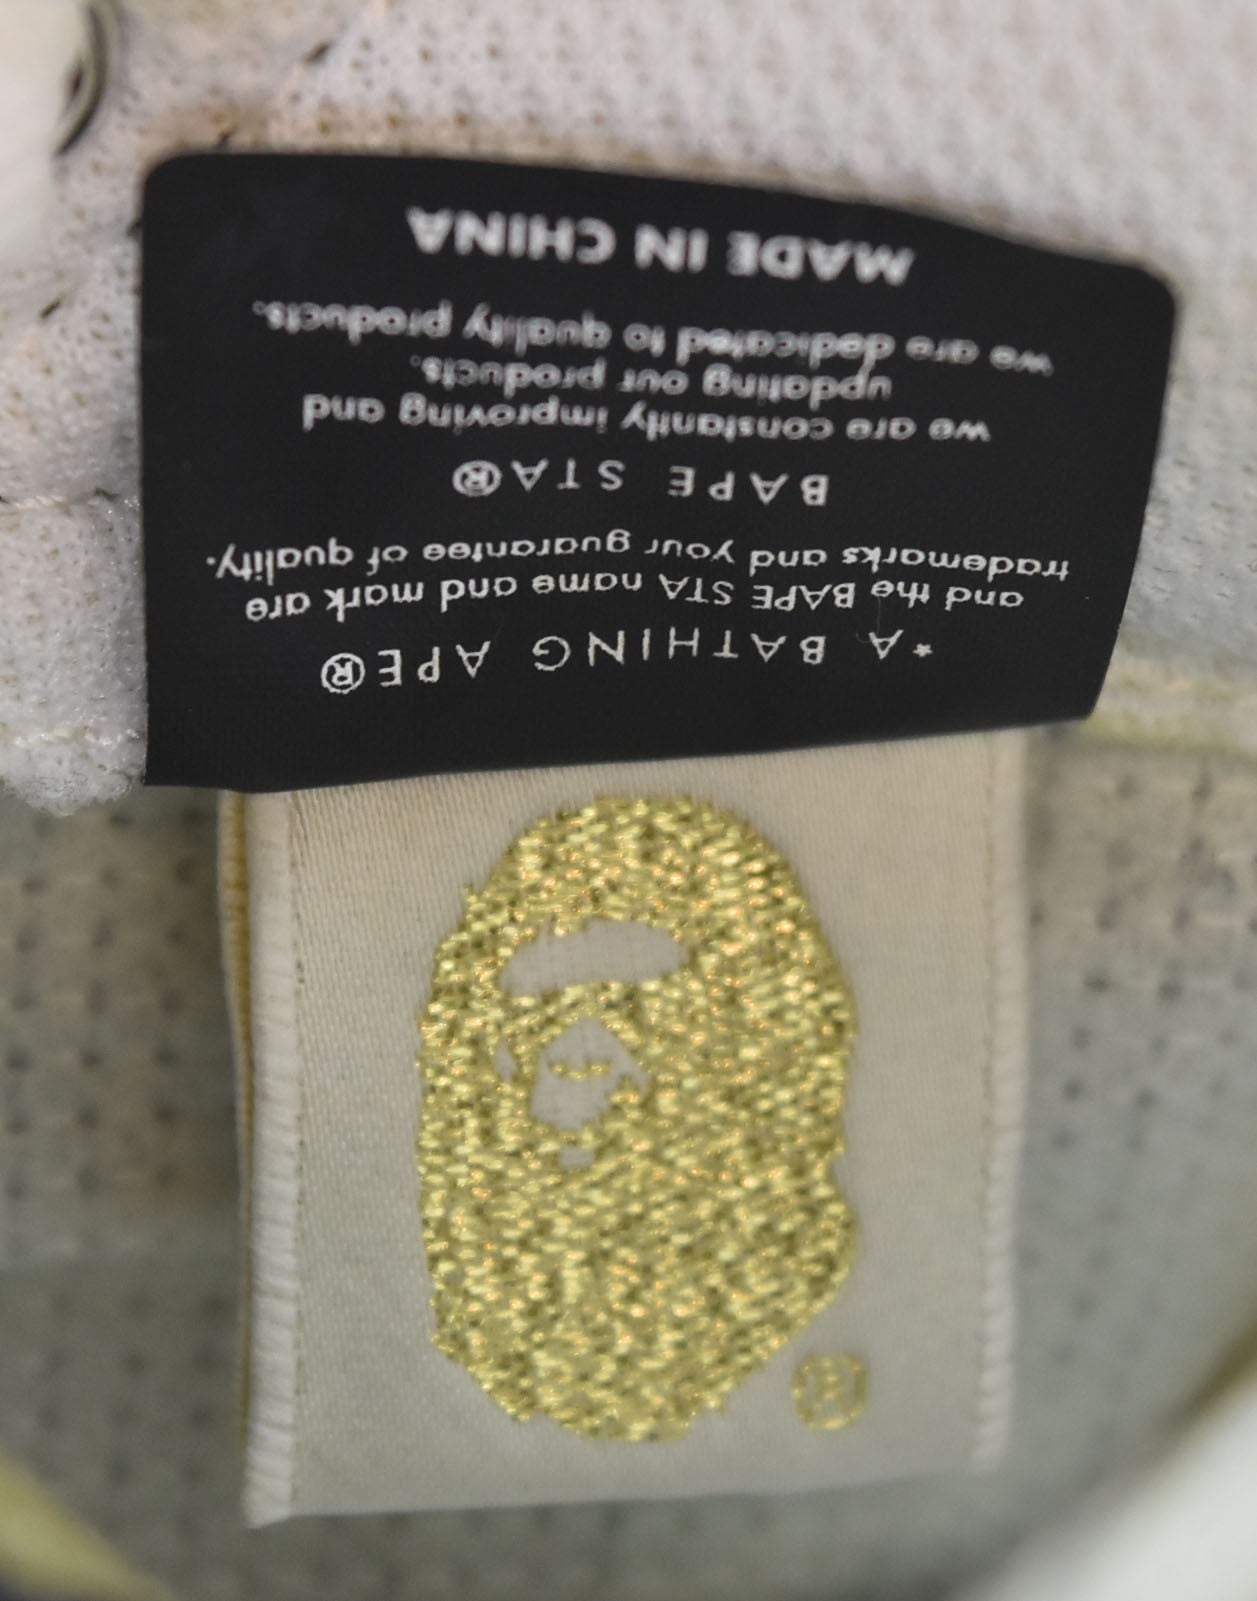 *A BATHING APE®
and the BAPE STA name and mark are
trademarks and your guarantee of quality.
BAPE STA®
we are constantly improving and
updating our products.
we are dedicated to quality products.
MADE IN CHINA
®